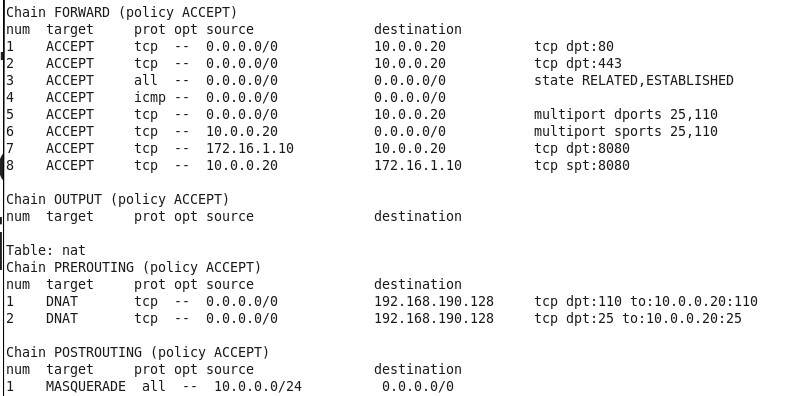 Chain FORWARD (policy ACCEPT)
num  target     prot opt source            destination
1    ACCEPT     tcp  --  0.0.0.0/0            10.0.0.20           tcp dpt:80
2    ACCEPT     tcp  --  0.0.0.0/0            10.0.0.20           tcp dpt:443
3    ACCEPT     all  --  0.0.0.0/0            0.0.0.0/0           state RELATED,ESTABLISHED
4    ACCEPT     icmp --  0.0.0.0/0            0.0.0.0/0
5    ACCEPT     tcp  --  0.0.0.0/0            10.0.0.20           multiport dports 25,110
6    ACCEPT     tcp  --  10.0.0.20            0.0.0.0/0           multiport sports 25,110
7    ACCEPT     tcp  --  172.16.1.10          10.0.0.20           tcp dpt:8080
8    ACCEPT     tcp  --  10.0.0.20            172.16.1.10         tcp spt:8080
Chain OUTPUT (policy ACCEPT)
num  target     prot opt source               destination
Table: nat
Chain PREROUTING (policy ACCEPT)
num  target     prot opt source               destination
1    DNAT       tcp  --  0.0.0.0/0            192.168.190.128     tcp dpt:110 to:10.0.0.20:110
2    DNAT       tcp  --  0.0.0.0/0            192.168.190.128     tcp dpt:25 to:10.0.0.20:25
Chain POSTROUTING (policy ACCEPT)
num  target     prot opt source               destination
1    MASQUERADE  all  --  10.0.0.0/24          0.0.0.0/0